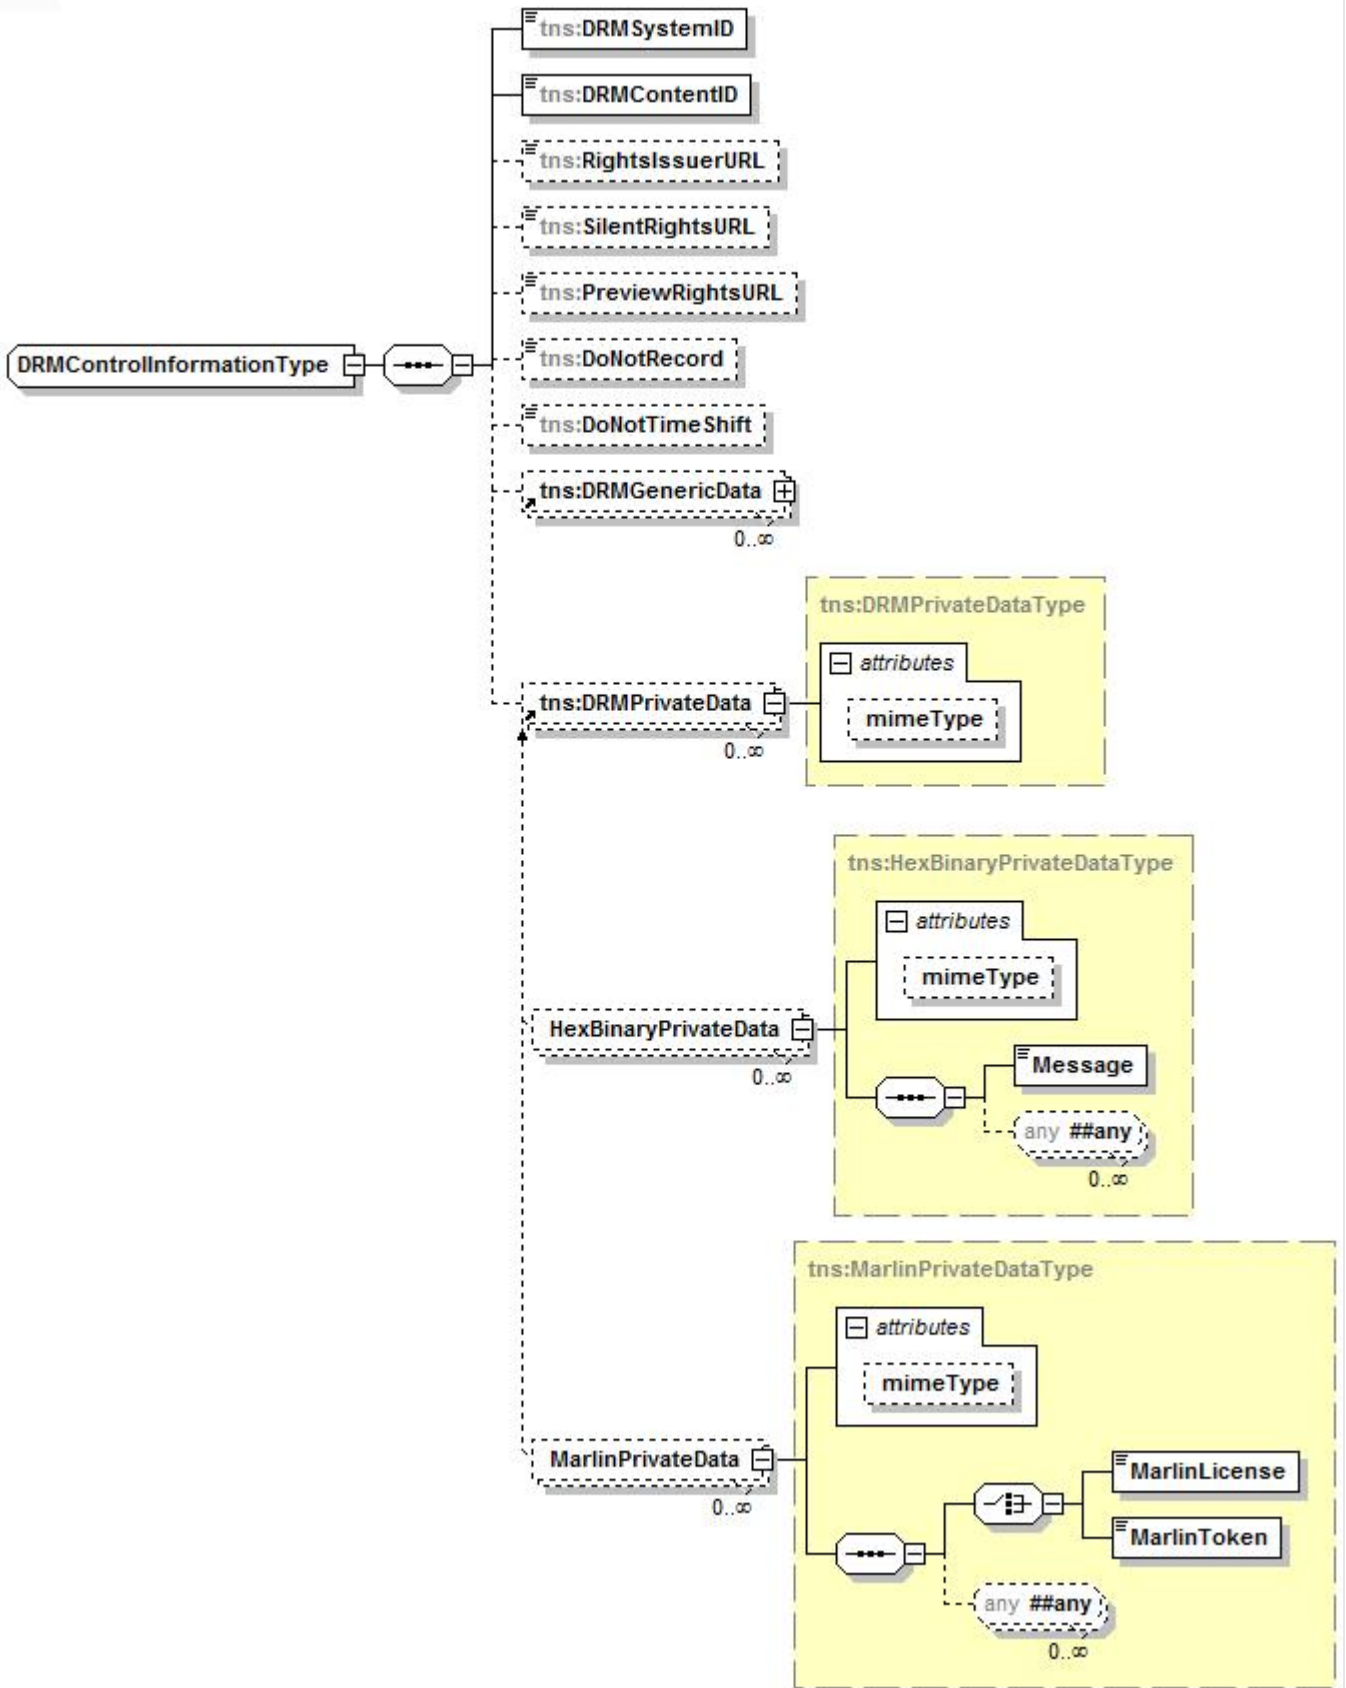 tns:DRMSystemID
tns:DRMContentID
tns:RightsIssuerURL
tns:SilentRightsURL
tns:PreviewRightsURL
DRMControlInformationType
tns:DoNotRecord
tns:DoNotTimeShift
tns:DRMGenericData
0..∞
tns:DRMPrivateDataType
attributes
tns:DRMPrivateData
mimeType
0..∞
tns:HexBinaryPrivateDataType
attributes
mimeType
HexBinaryPrivateData
0..∞
Message
any ##any
0..∞
tns:MarlinPrivateDataType
attributes
mimeType
MarlinPrivateData
0..∞
MarlinLicense
MarlinToken
any ##any
0..∞